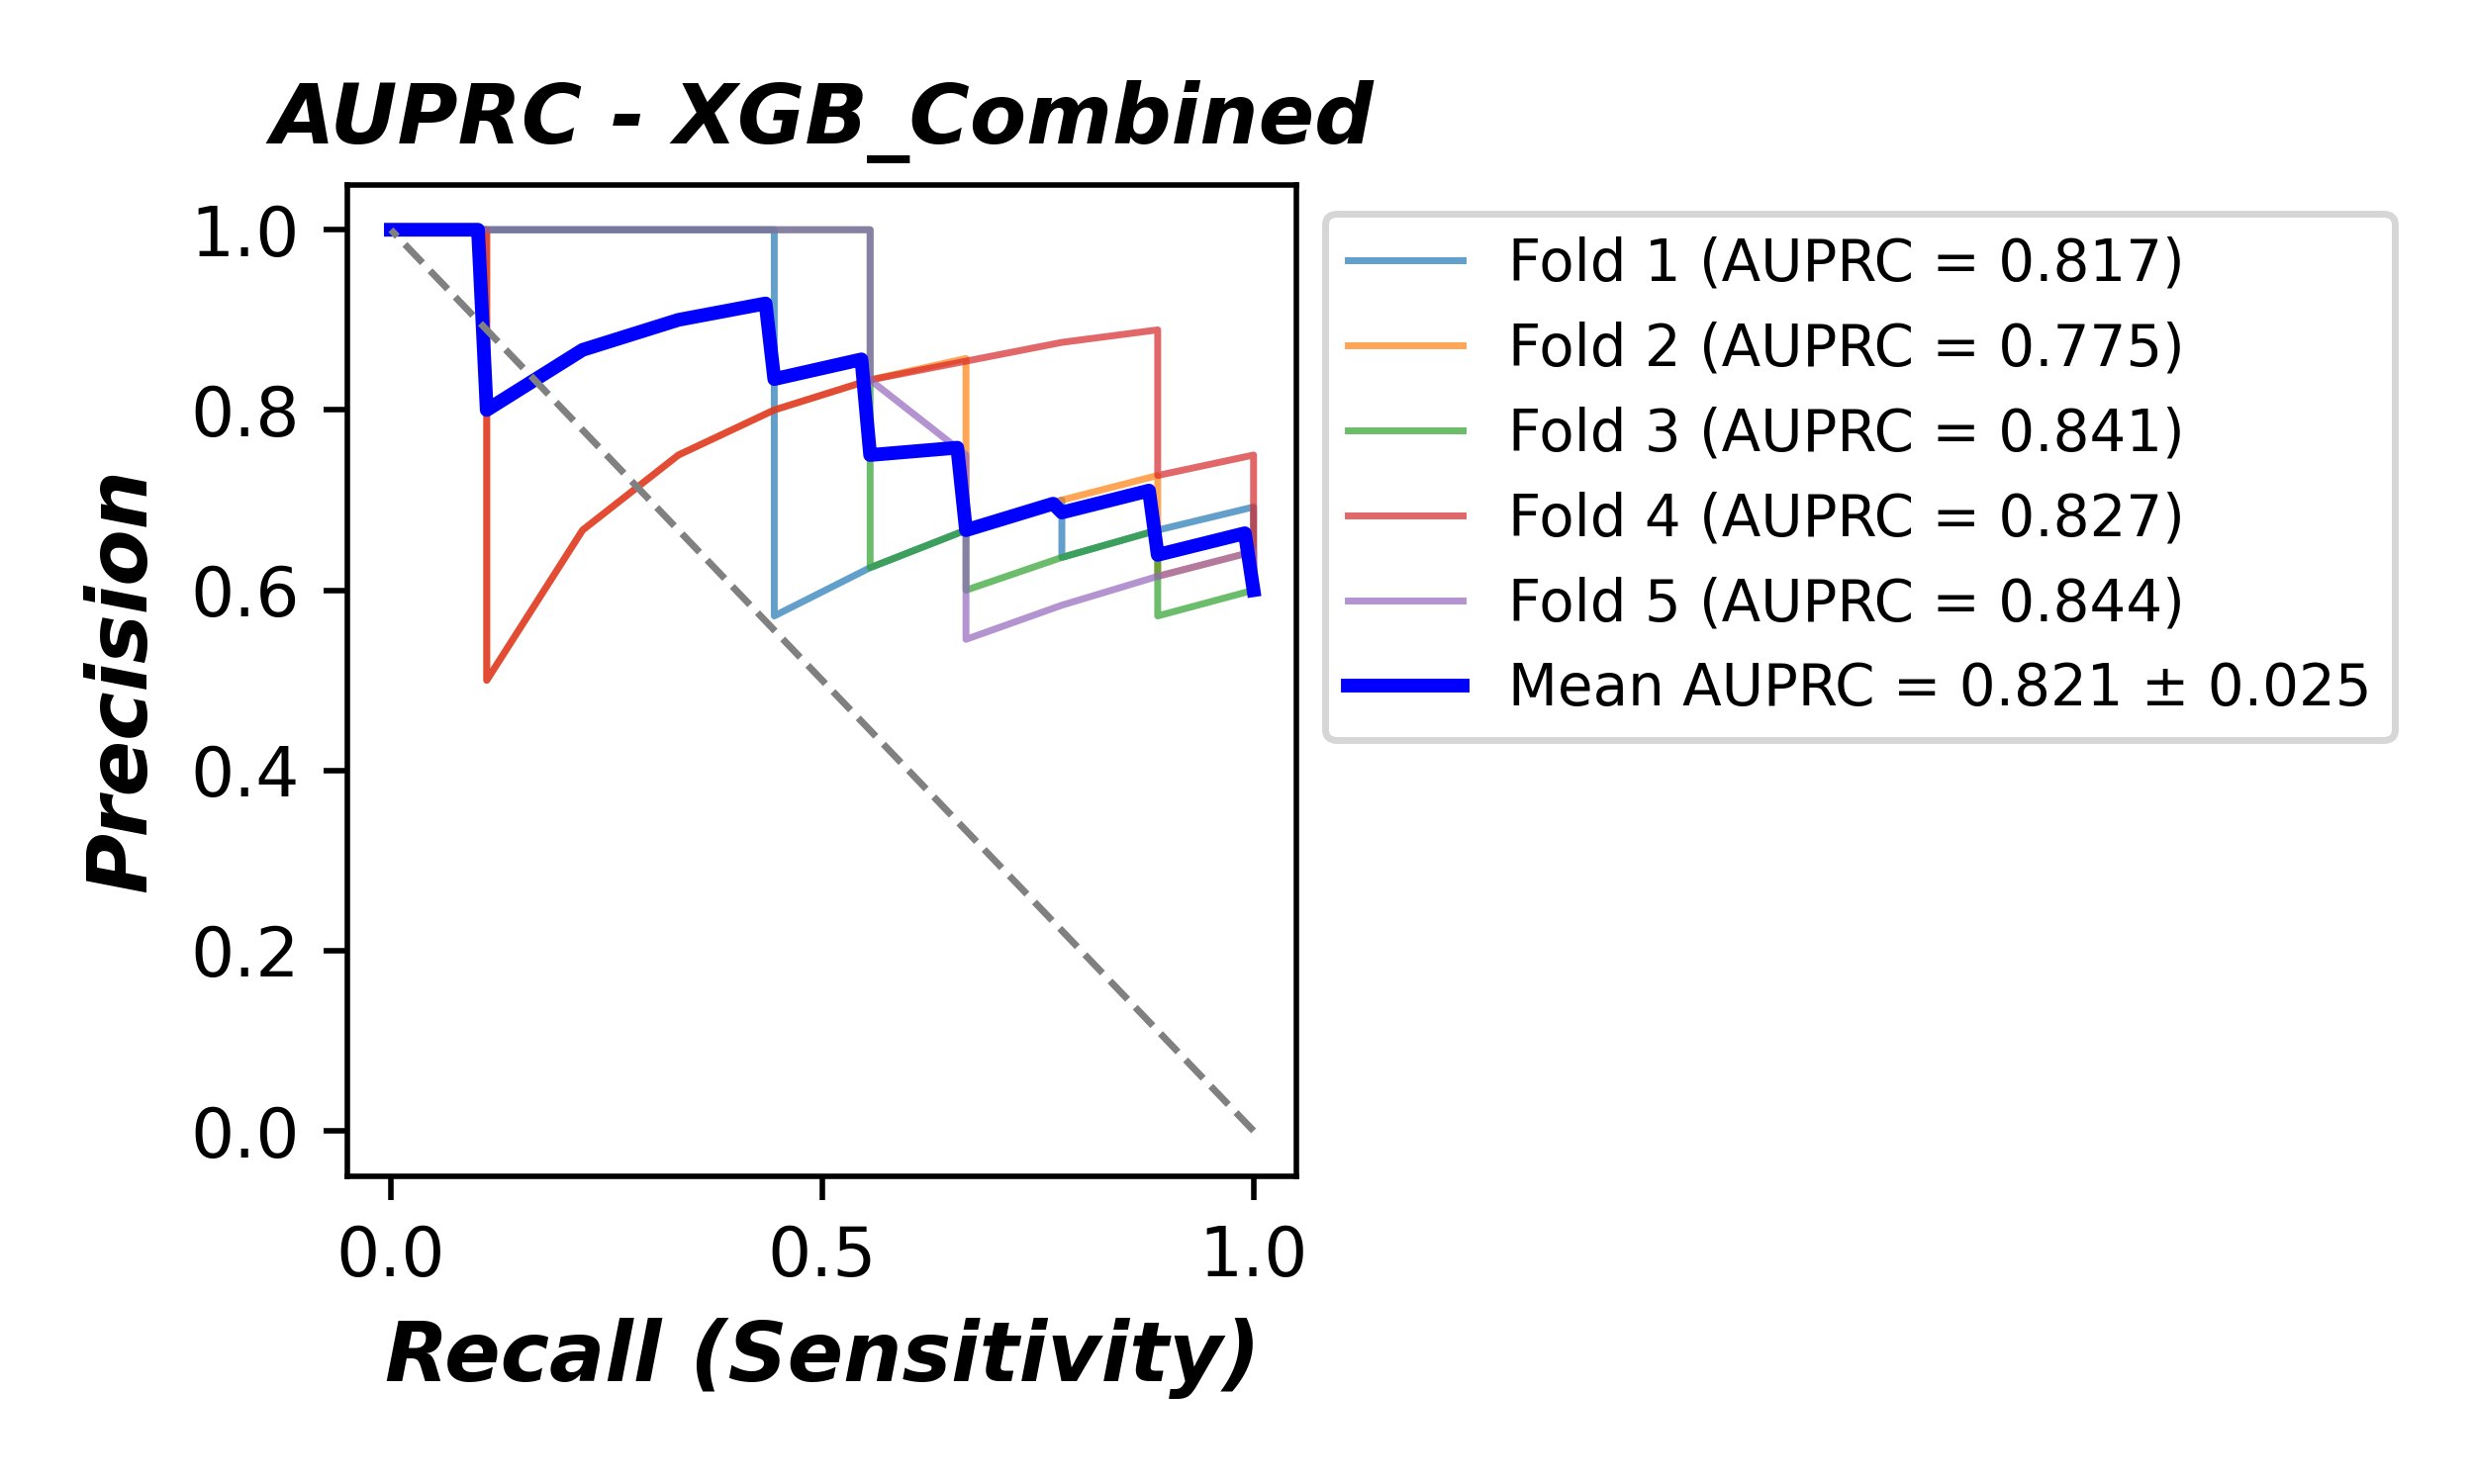 AUPRC - XGB_Combined
1.0
0.8
0.6
0.4
0.2
0.0
Precision
0.0 0.5 1.0
Recall (Sensitivity)
Fold 1 (AUPRC = 0.817)
Fold 2 (AUPRC = 0.775)
Fold 3 (AUPRC = 0.841)
Fold 4 (AUPRC = 0.827)
Fold 5 (AUPRC = 0.844)
Mean AUPRC = 0.821 ± 0.025